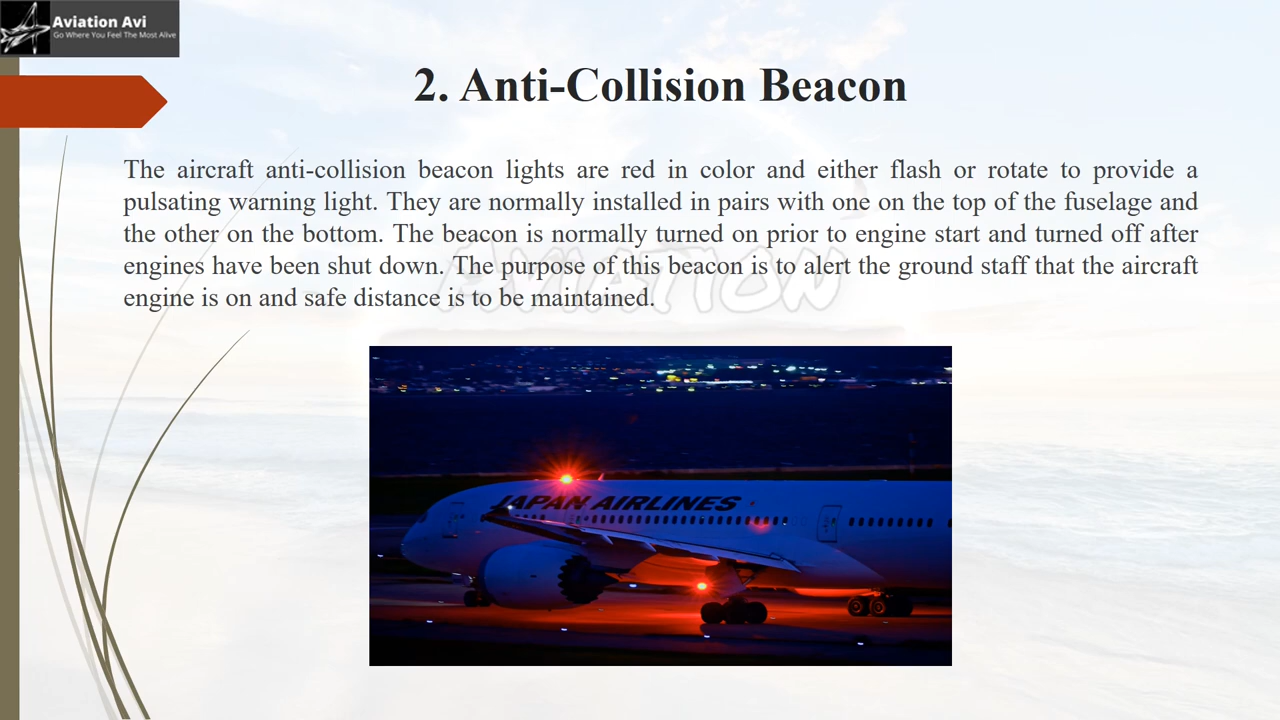 Aviation Avi
Go Where You Feel The Most Alive
2. Anti-Collision Beacon
The aircraft anti-collision beacon lights are red in color and either flash or rotate to provide a
pulsating warning light. They are normally installed in pairs with one on the top of the fuselage and
the other on the bottom. The beacon is normally turned on prior to engine start and turned off after
engines have been shut down. The purpose of this beacon is to alert the ground staff that the aircraft
engine is on and safe distance is to be maintained.
AVIATION
JAPAN AIRLINES